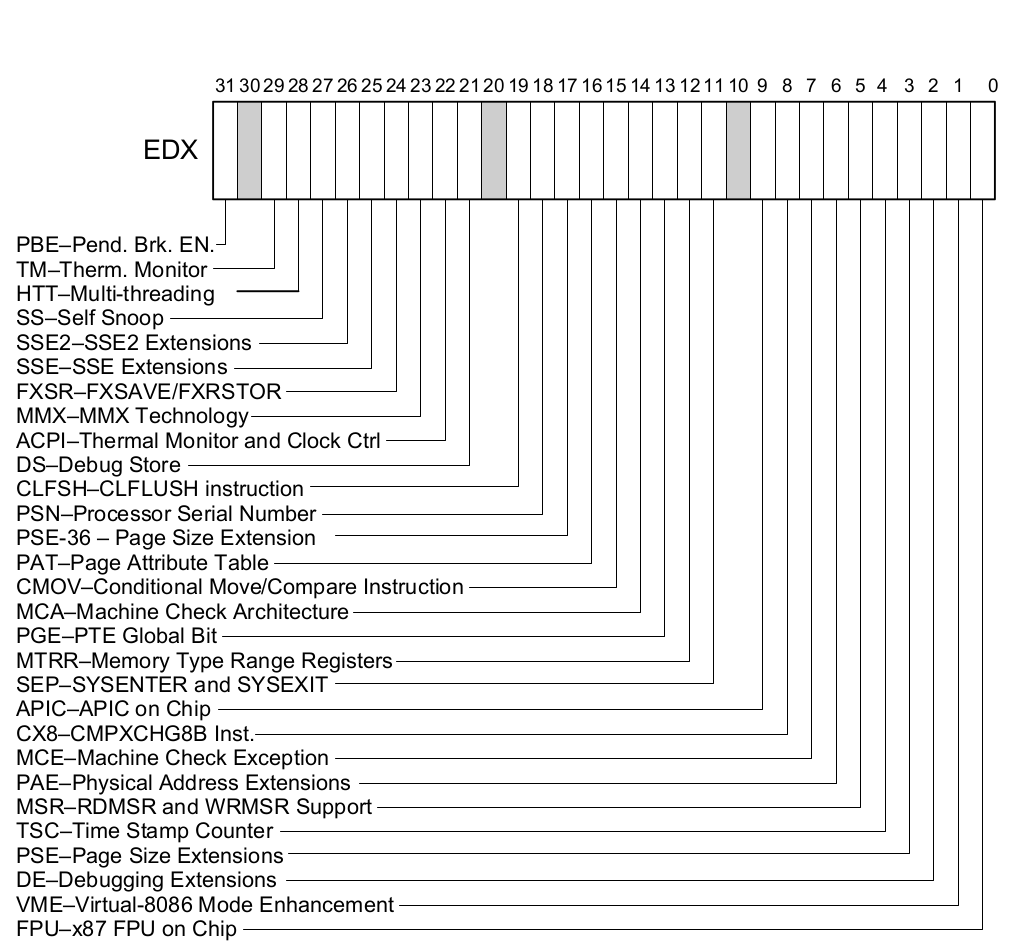 31 30 29 28 27 26 25 24 23 22 21 20 19 18 17 16 15 14 13 12 11 10 9 8 7 6 5 4 3 2 1 0
EDX
PBE–Pend. Brk. EN.
TM–Therm. Monitor
HTT–Multi-threading
SS–Self Snoop
SSE2–SSE2 Extensions
SSE–SSE Extensions
FXSR–FXSAVE/FXRSTOR
MMX–MMX Technology
ACPI–Thermal Monitor and Clock Ctrl
DS–Debug Store
CLFSH–CLFLUSH instruction
PSN–Processor Serial Number
PSE-36 – Page Size Extension
PAT–Page Attribute Table
CMOV–Conditional Move/Compare Instruction
MCA–Machine Check Architecture
PGE–PTE Global Bit
MTRR–Memory Type Range Registers
SEP–SYSENTER and SYSEXIT
APIC–APIC on Chip
CX8–CMPXCHG8B Inst.
MCE–Machine Check Exception
PAE–Physical Address Extensions
MSR–RDMSR and WRMSR Support
TSC–Time Stamp Counter
PSE–Page Size Extensions
DE–Debugging Extensions
VME–Virtual-8086 Mode Enhancement
FPU–x87 FPU on Chip